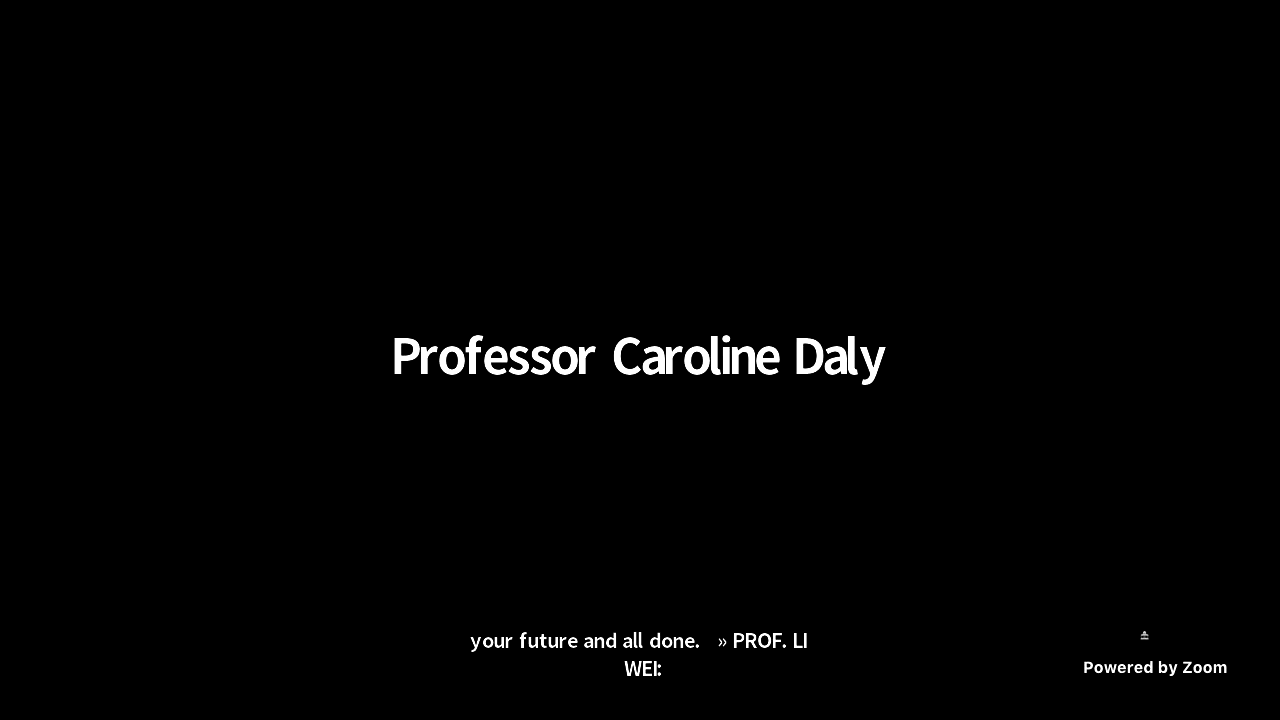 Professor Caroline Daly
your future and all done. » PROF. LI
WEI:
Powered by Zoom